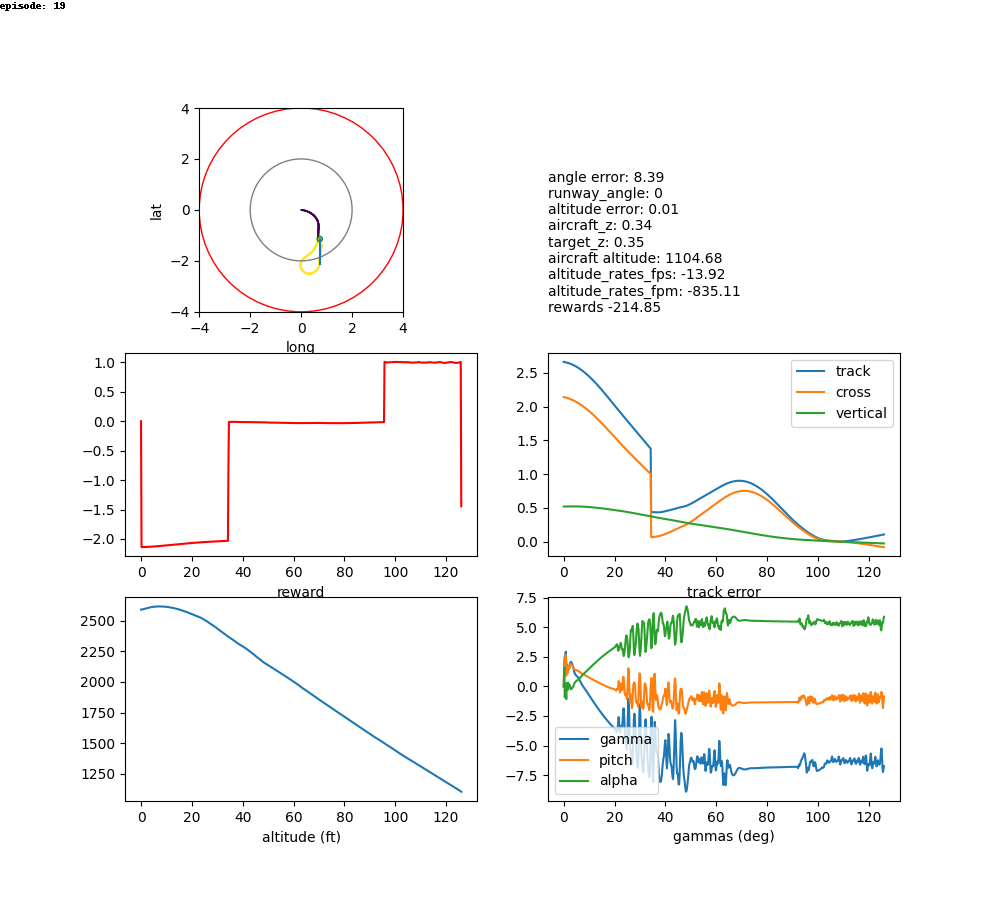 episode: 19
4
2
0
−2
−4
lat
−4 −2 0 2 4
long
angle error: 8.39
runway_angle: 0
altitude error: 0.01
aircraft_z: 0.34
target_z: 0.35
aircraft altitude: 1104.68
altitude_rates_fps: -13.92
altitude_rates_fpm: -835.11
rewards -214.85
1.0
0.5
0.0
−0.5
−1.0
−1.5
−2.0
0 20 40 60 80 100 120
reward
2.5
2.0
1.5
1.0
0.5
0.0
track
cross
vertical
0 20 40 60 80 100 120
track error
2500
2250
2000
1750
1500
1250
0 20 40 60 80 100 120
altitude (ft)
7.5
5.0
2.5
0.0
−2.5
−5.0
−7.5
gamma
pitch
alpha
0 20 40 60 80 100 120
gammas (deg)